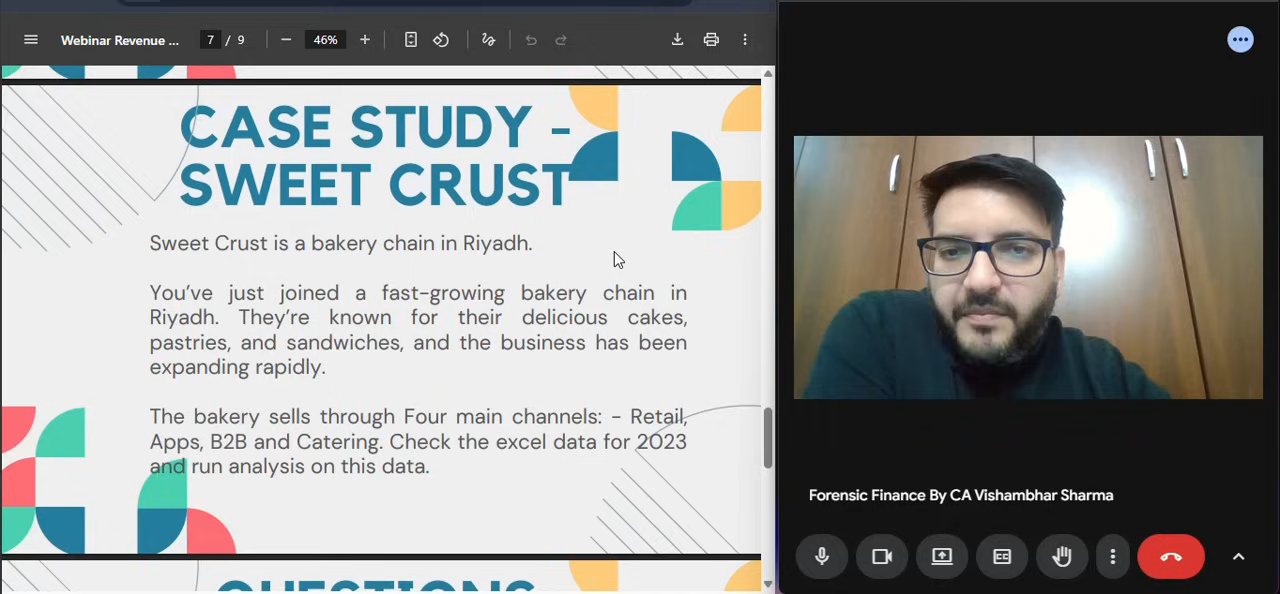 Webinar Revenue ...
7 / 9
46%
CASE STUDY -
SWEET CRUST
Sweet Crust is a bakery chain in Riyadh.
You've just joined a fast-growing bakery chain in
Riyadh. They're known for their delicious cakes,
pastries, and sandwiches, and the business has been
expanding rapidly.
The bakery sells through Four main channels: - Retail,
Apps, B2B and Catering. Check the excel data for 2023
and run analysis on this data.
QUESTIONS
Forensic Finance By CA Vishambhar Sharma
CC